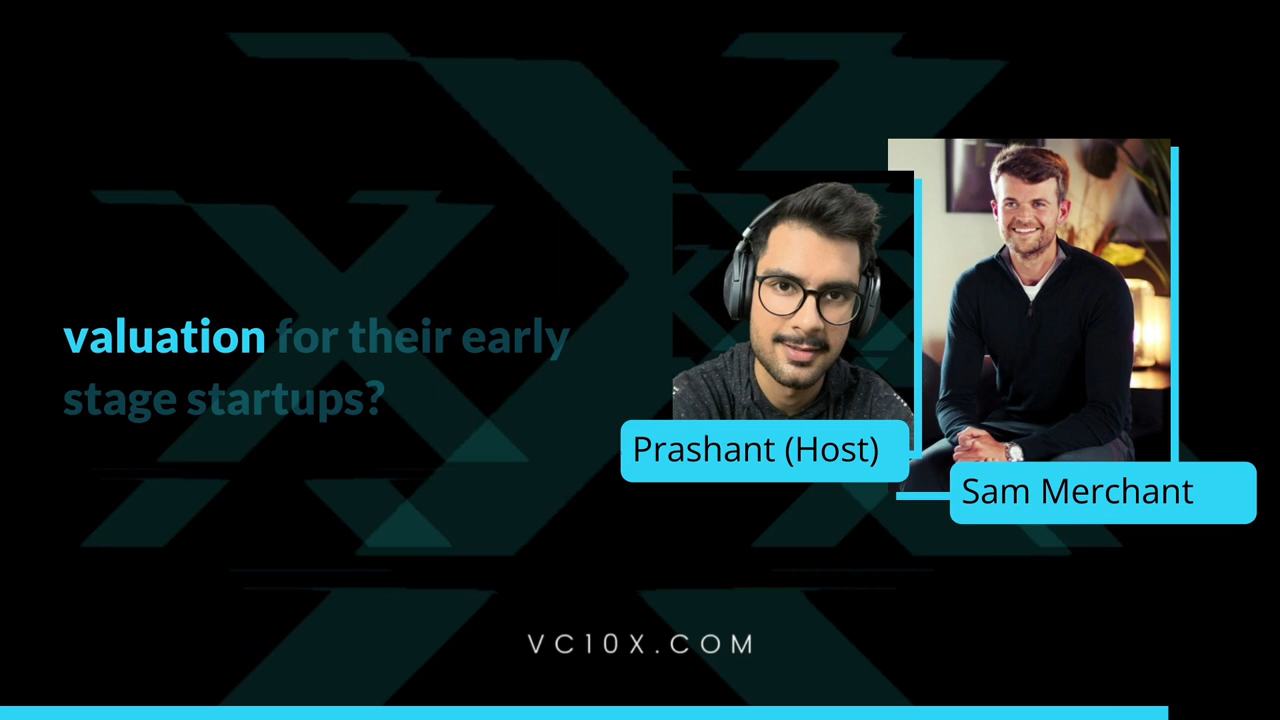 valuation for their early
stage startups?
Prashant (Host)
Sam Merchant
VC10X.COM